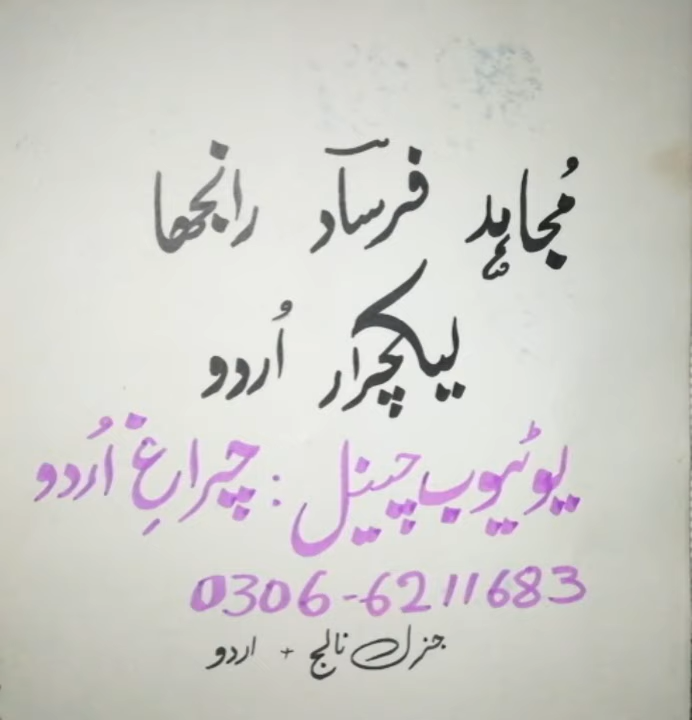 مُجاہد فرساد رانجھا
لیکچرار اُردو
یوٹیوب چینل : چراغِ اُردو
0306-6211683
جنرل نالج + اردو